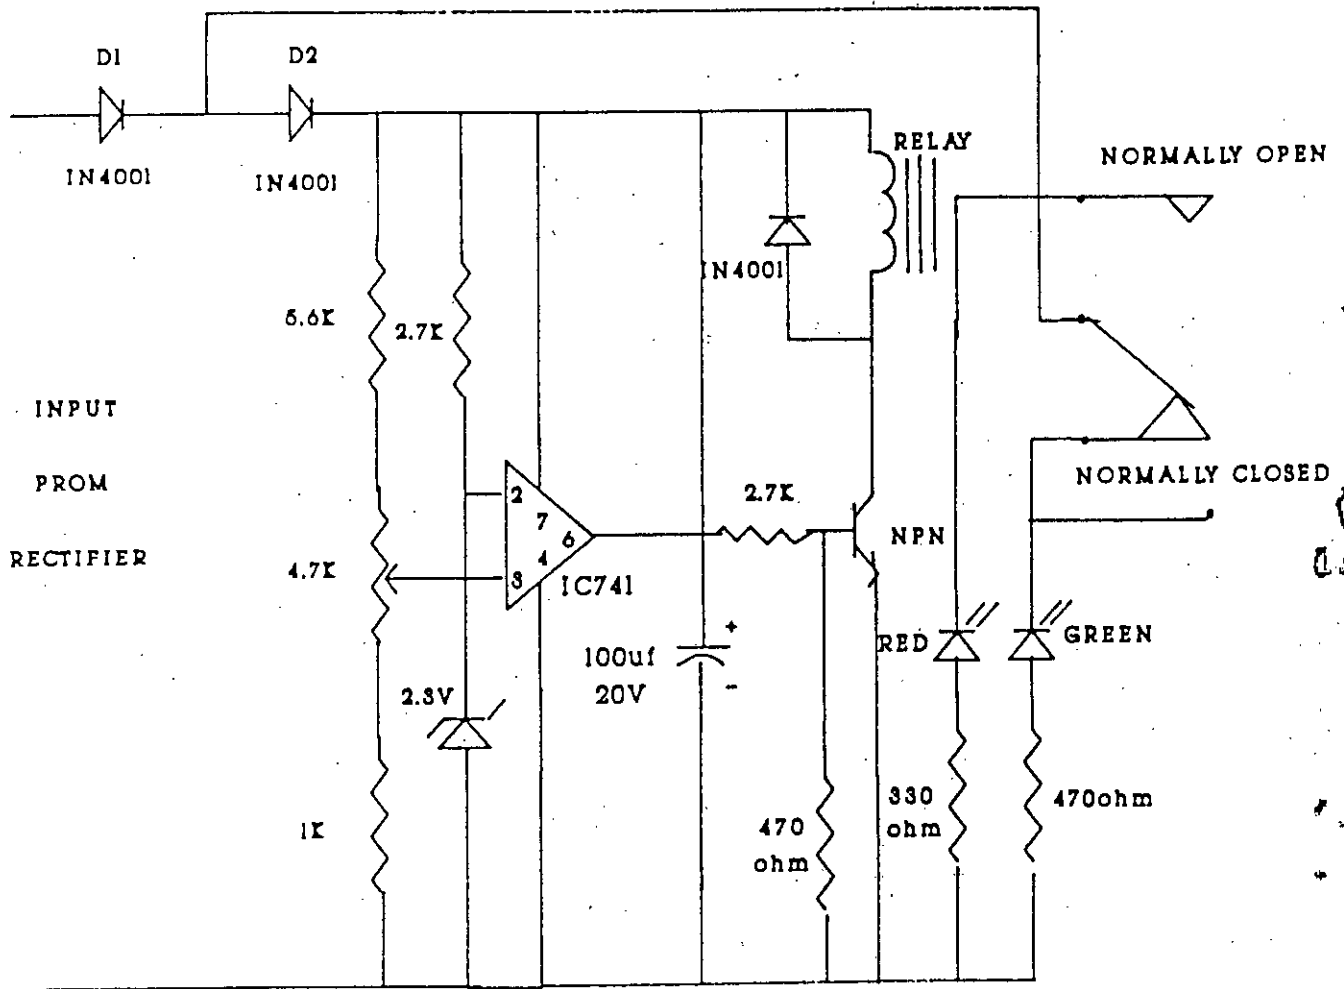 D1
D2
IN4001
IN4001
RELAY
NORMALLY OPEN
IN4001
5.6K
2.7K
INPUT
PROM
RECTIFIER
NORMALLY CLOSED
2
7
6
4
3
IC741
2.7K
NPN
4.7K
RED
GREEN
100uf
20V
+
-
2.3V
1K
470
ohm
330
ohm
470ohm